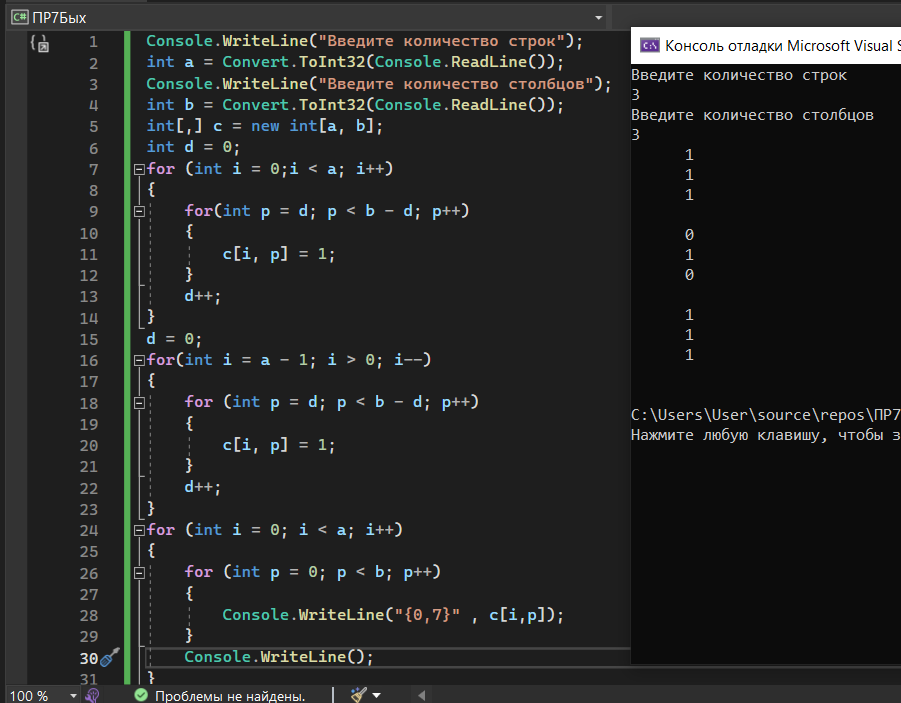 C# ПР7Бых
1 Console.WriteLine("Введите количество строк");
2 int a = Convert.ToInt32(Console.ReadLine());
3 Console.WriteLine("Введите количество столбцов");
4 int b = Convert.ToInt32(Console.ReadLine());
5 int[,] c = new int[a, b];
6 int d = 0;
7 for (int i = 0;i < a; i++)
8 {
9 for(int p = d; p < b - d; p++)
10 {
11 c[i, p] = 1;
12 }
13 d++;
14 }
15 d = 0;
16 for(int i = a - 1; i > 0; i--)
17 {
18 for (int p = d; p < b - d; p++)
19 {
20 c[i, p] = 1;
21 }
22 d++;
23 }
24 for (int i = 0; i < a; i++)
25 {
26 for (int p = 0; p < b; p++)
27 {
28 Console.WriteLine("{0,7}" , c[i,p]);
29 }
30 Console.WriteLine();
31 }
100 % Проблемы не найдены.
C:\ Консоль отладки Microsoft Visual S
Введите количество строк
3
Введите количество столбцов
3
1
1
1
0
1
0
1
1
1
C:\Users\User\source\repos\ПР7
Нажмите любую клавишу, чтобы з